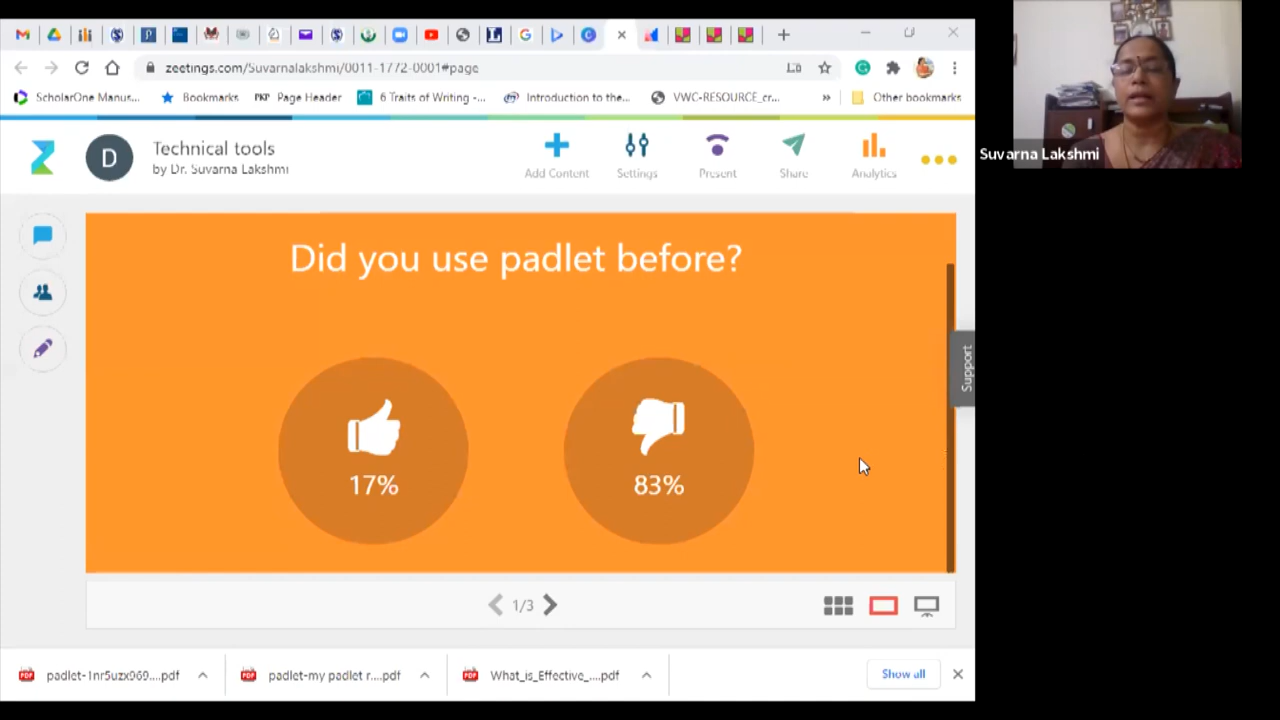 zeetings.com/Suvarnalakshmi/0011-1772-0001#page
ScholarOne Manus...
Bookmarks
PKP Page Header
6 Traits of Writing -...
Introduction to the...
VWC-RESOURCE_cr...
»
Other bookmarks
D
Technical tools
by Dr. Suvarna Lakshmi
Add Content
Settings
Present
Share
Analytics
Suvarna Lakshmi
Did you use padlet before?
17%
83%
Support
1/3
padlet-1nr5uzx969....pdf
padlet-my padlet r....pdf
What_is_Effective_....pdf
Show all